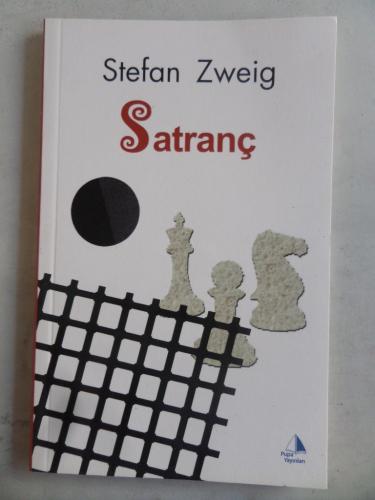 Stefan Zweig
Satranç
Pupa
Yayınları